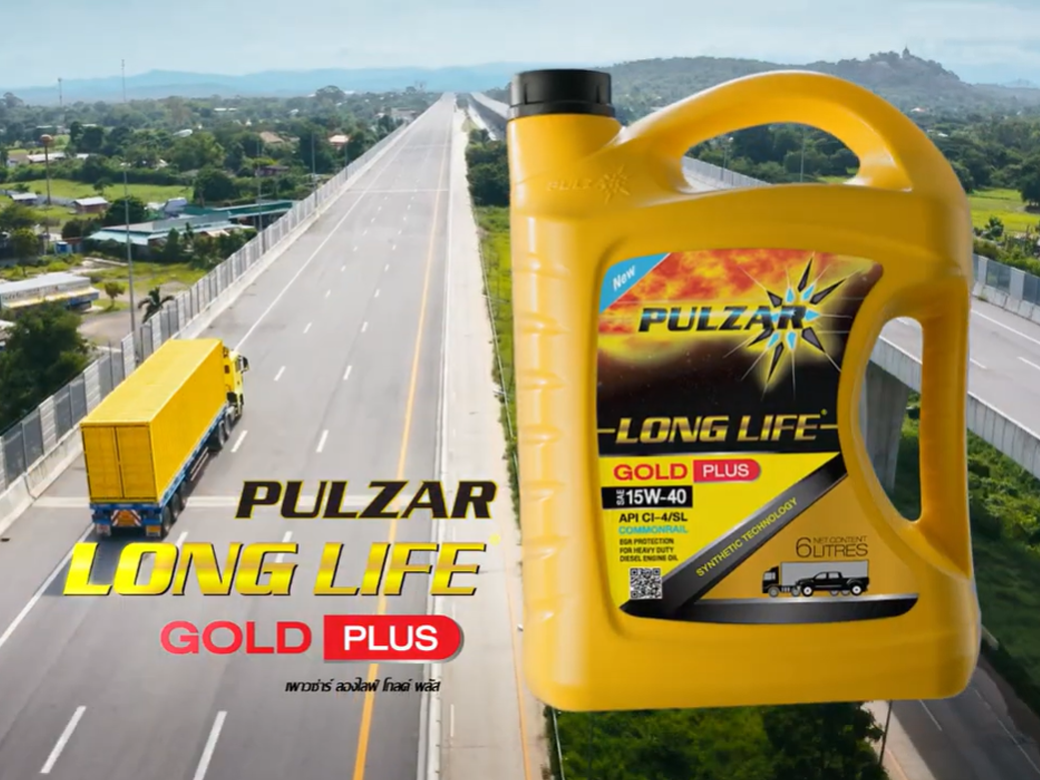 PULZAR
LONG LIFE
GOLD PLUS
เพาวซ่าร์ ลองไลฟ์ โกลด์ พลัส
PULZAR
New
PULZAR
LONG LIFE
GOLD PLUS
SAE 15W-40
API CI-4/SL
COMMONRAIL
EGR PROTECTION
FOR HEAVY DUTY
DIESEL ENGINE OIL
SYNTHETIC TECHNOLOGY
NET CONTENT
6 LITRES